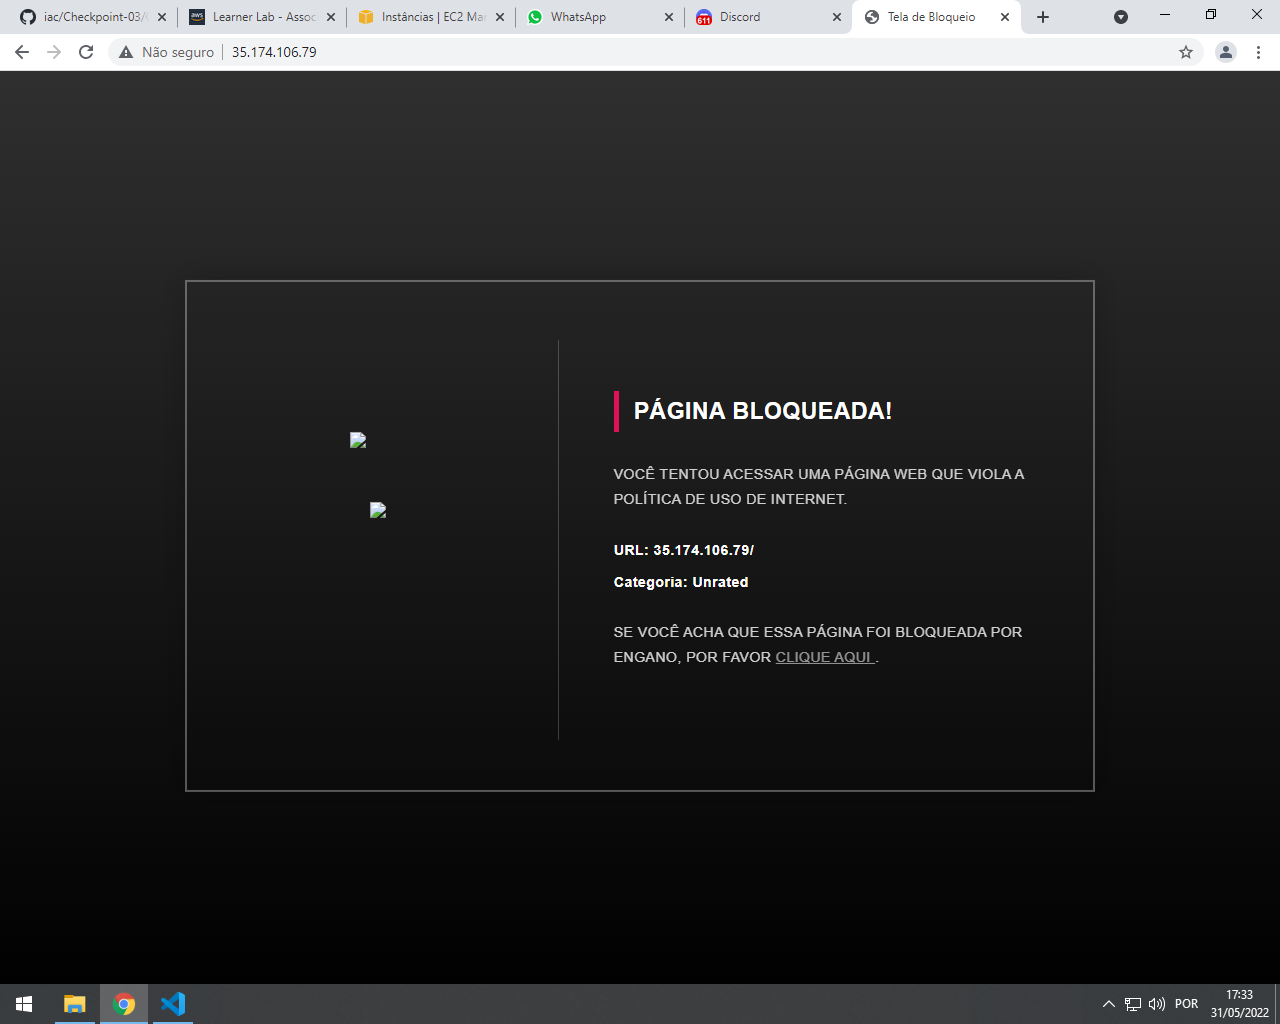 iac/Checkpoint-03/
Learner Lab - Assoc
Instâncias | EC2 Ma
WhatsApp
611
Discord
Tela de Bloqueio
Não seguro
35.174.106.79
PÁGINA BLOQUEADA!
VOCÊ TENTOU ACESSAR UMA PÁGINA WEB QUE VIOLA A
POLÍTICA DE USO DE INTERNET.
URL: 35.174.106.79/
Categoria: Unrated
SE VOCÊ ACHA QUE ESSA PÁGINA FOI BLOQUEADA POR
ENGANO, POR FAVOR CLIQUE AQUI .
POR
17:33
31/05/2022